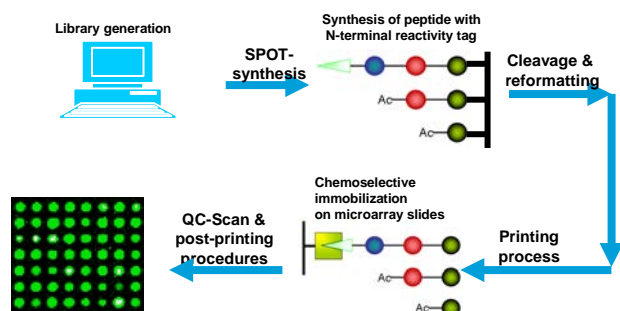 Library generation
SPOT-
synthesis
Synthesis of peptide with
N-terminal reactivity tag
Ac
Ac
Cleavage &
reformatting
Printing
process
Chemoselective
immobilization
on microarray slides
Ac
Ac
QC-Scan &
post-printing
procedures